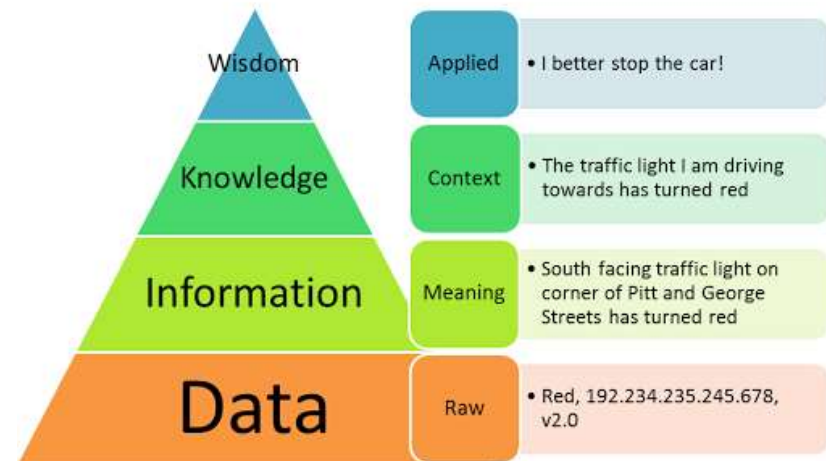 Wisdom
Applied
• I better stop the car!
Knowledge
Context
• The traffic light I am driving
towards has turned red
Information
Meaning
• South facing traffic light on
corner of Pitt and George
Streets has turned red
Data
Raw
• Red, 192.234.235.245.678,
v2.0